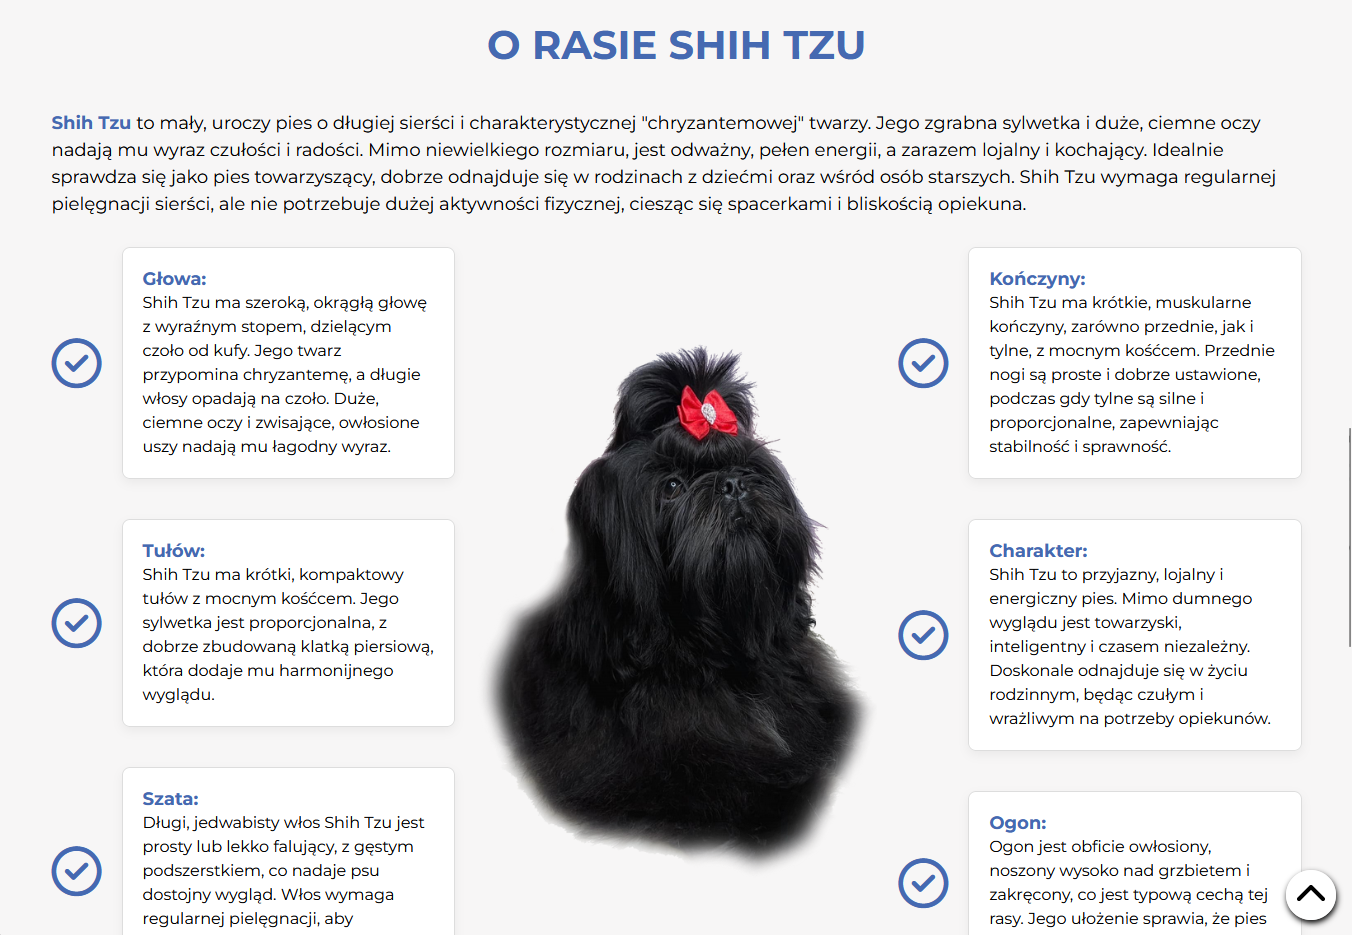 O RASIE SHIH TZU
Shih Tzu to mały, uroczy pies o długiej sierści i charakterystycznej "chryzantemowej" twarzy. Jego zgrabna sylwetka i duże, ciemne oczy
nadają mu wyraz czułości i radości. Mimo niewielkiego rozmiaru, jest odważny, pełen energii, a zarazem lojalny i kochający. Idealnie
sprawdza się jako pies towarzyszący, dobrze odnajduje się w rodzinach z dziećmi oraz wśród osób starszych. Shih Tzu wymaga regularnej
pielęgnacji sierści, ale nie potrzebuje dużej aktywności fizycznej, ciesząc się spacerkami i bliskością opiekuna.
Głowa:
Shih Tzu ma szeroką, okrągłą głowę
z wyraźnym stopem, dzielącym
czoło od kufy. Jego twarz
przypomina chryzantemę, a długie
włosy opadają na czoło. Duże,
ciemne oczy i zwisające, owłosione
uszy nadają mu łagodny wyraz.
Tułów:
Shih Tzu ma krótki, kompaktowy
tułów z mocnym kośćcem. Jego
sylwetka jest proporcjonalna, z
dobrze zbudowaną klatką piersiową,
która dodaje mu harmonijnego
wyglądu.
Szata:
Długi, jedwabisty włos Shih Tzu jest
prosty lub lekko falujący, z gęstym
podszerstkiem, co nadaje psu
dostojny wygląd. Włos wymaga
regularnej pielęgnacji, aby
Kończyny:
Shih Tzu ma krótkie, muskularne
kończyny, zarówno przednie, jak i
tylne, z mocnym kośćcem. Przednie
nogi są proste i dobrze ustawione,
podczas gdy tylne są silne i
proporcjonalne, zapewniając
stabilność i sprawność.
Charakter:
Shih Tzu to przyjazny, lojalny i
energiczny pies. Mimo dumnego
wyglądu jest towarzyski,
inteligentny i czasem niezależny.
Doskonale odnajduje się w życiu
rodzinnym, będąc czułym i
wrażliwym na potrzeby opiekunów.
Ogon:
Ogon jest obficie owłosiony,
noszony wysoko nad grzbietem i
zakręcony, co jest typową cechą tej
rasy. Jego ułożenie sprawia, że pies